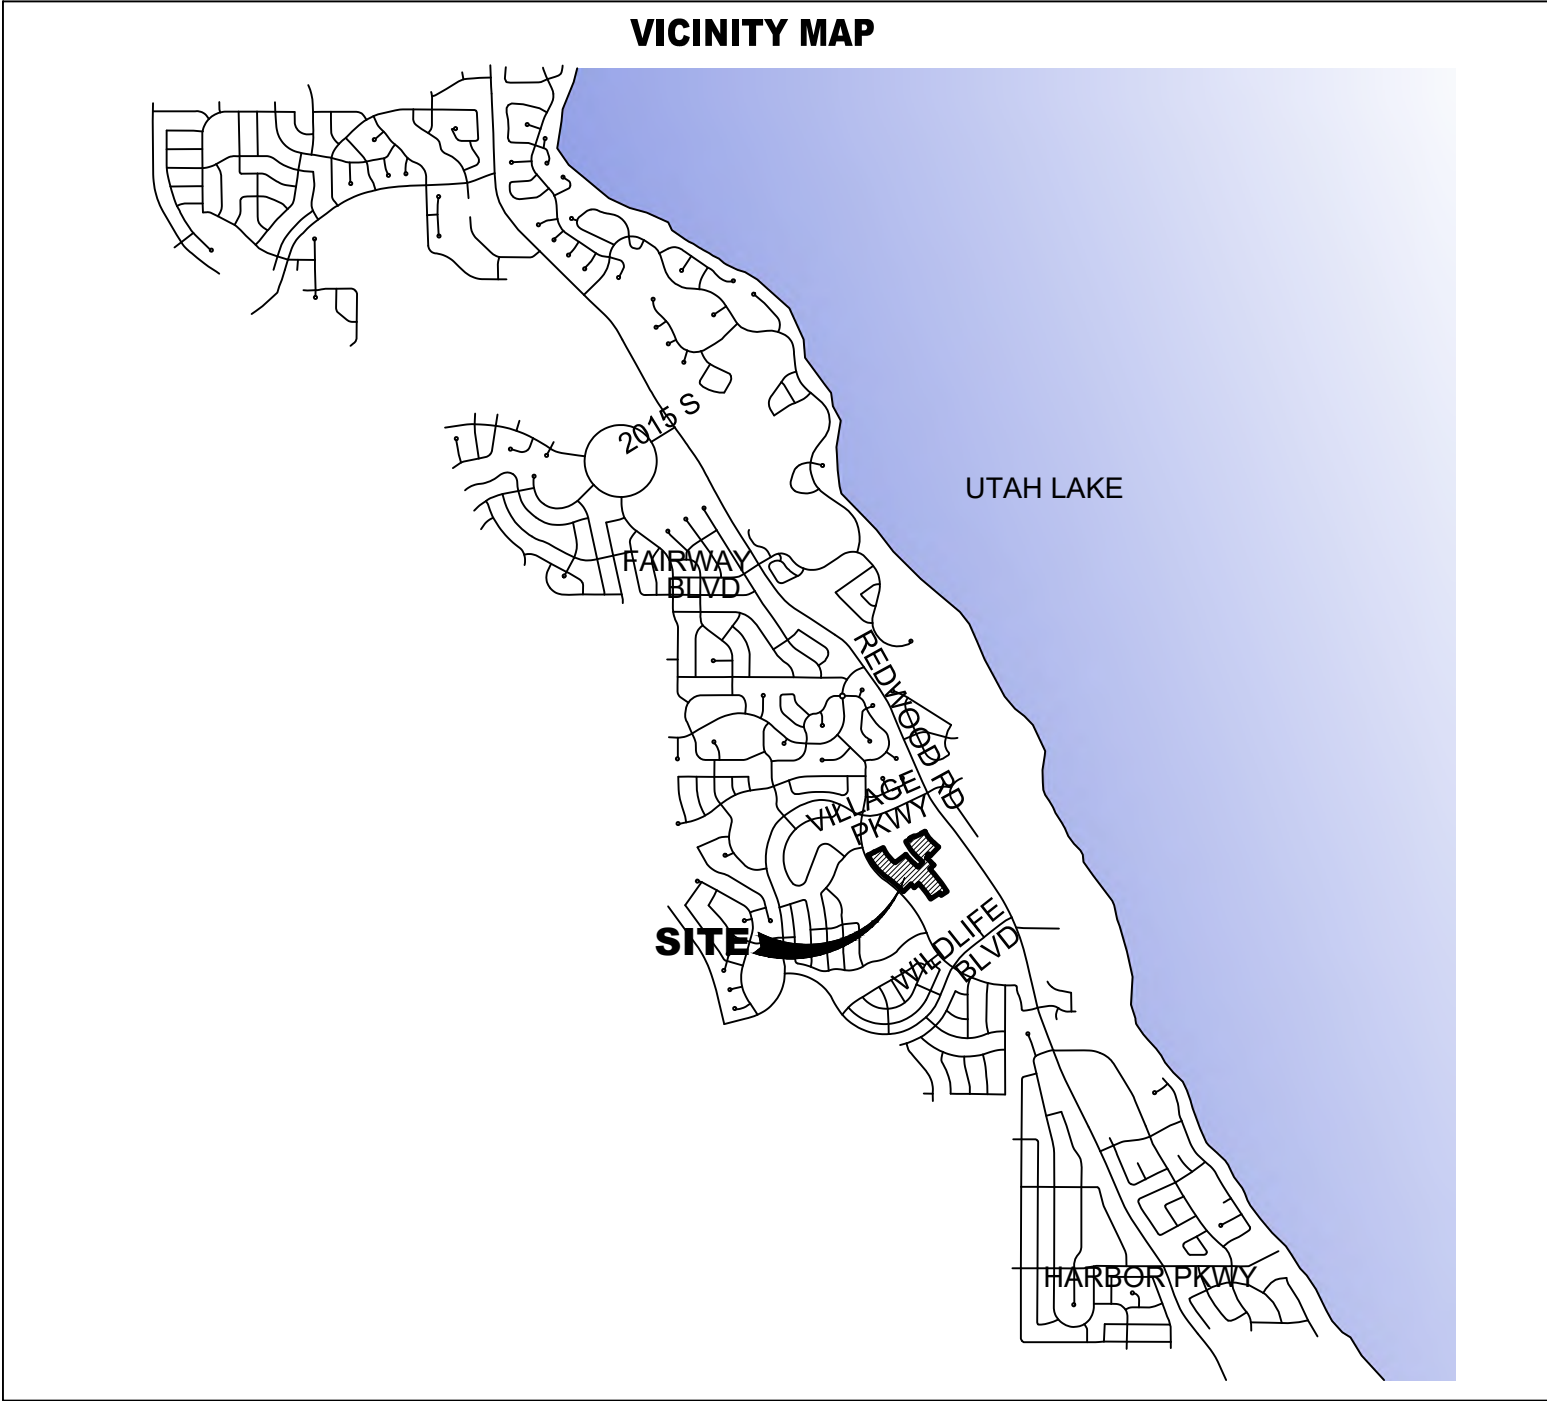 VICINITY MAP
2015 S
UTAH LAKE
FAIRWAY
BLVD
REDWOOD RD
VILLAGE
PKWY
SITE
WILDLIFE
BLVD
HARBOR PKWY